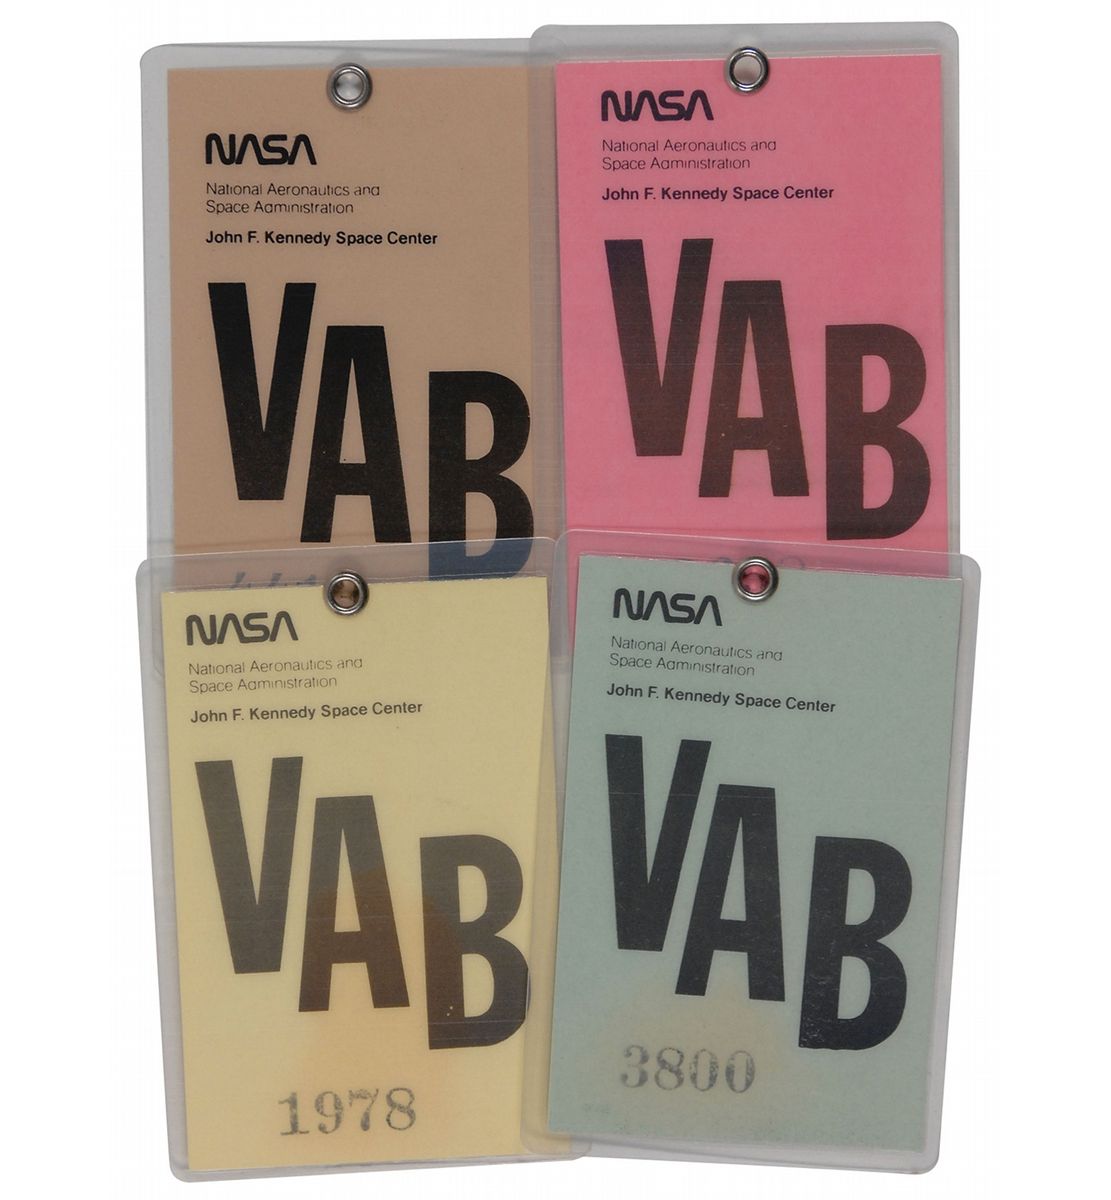 NASA
National Aeronautics and
Space Administration
John F. Kennedy Space Center
VAB
NASA
National Aeronautics and
Space Administration
John F. Kennedy Space Center
VAB
NASA
National Aeronautics and
Space Administration
John F. Kennedy Space Center
VAB
1978
NASA
National Aeronautics and
Space Administration
John F. Kennedy Space Center
VAB
3800